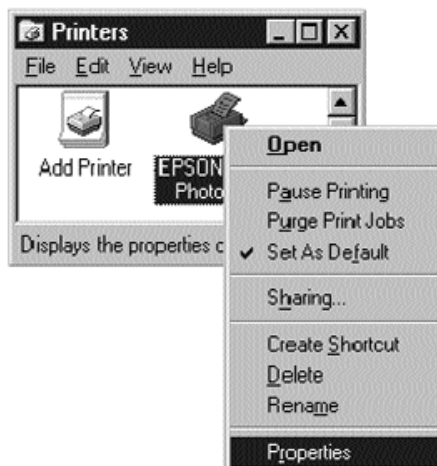 Printers
File Edit View Help
Add Printer
EPSON
Photo
Displays the properties
Open
Pause Printing
Purge Print Jobs
Set As Default
Sharing...
Create Shortcut
Delete
Rename
Properties